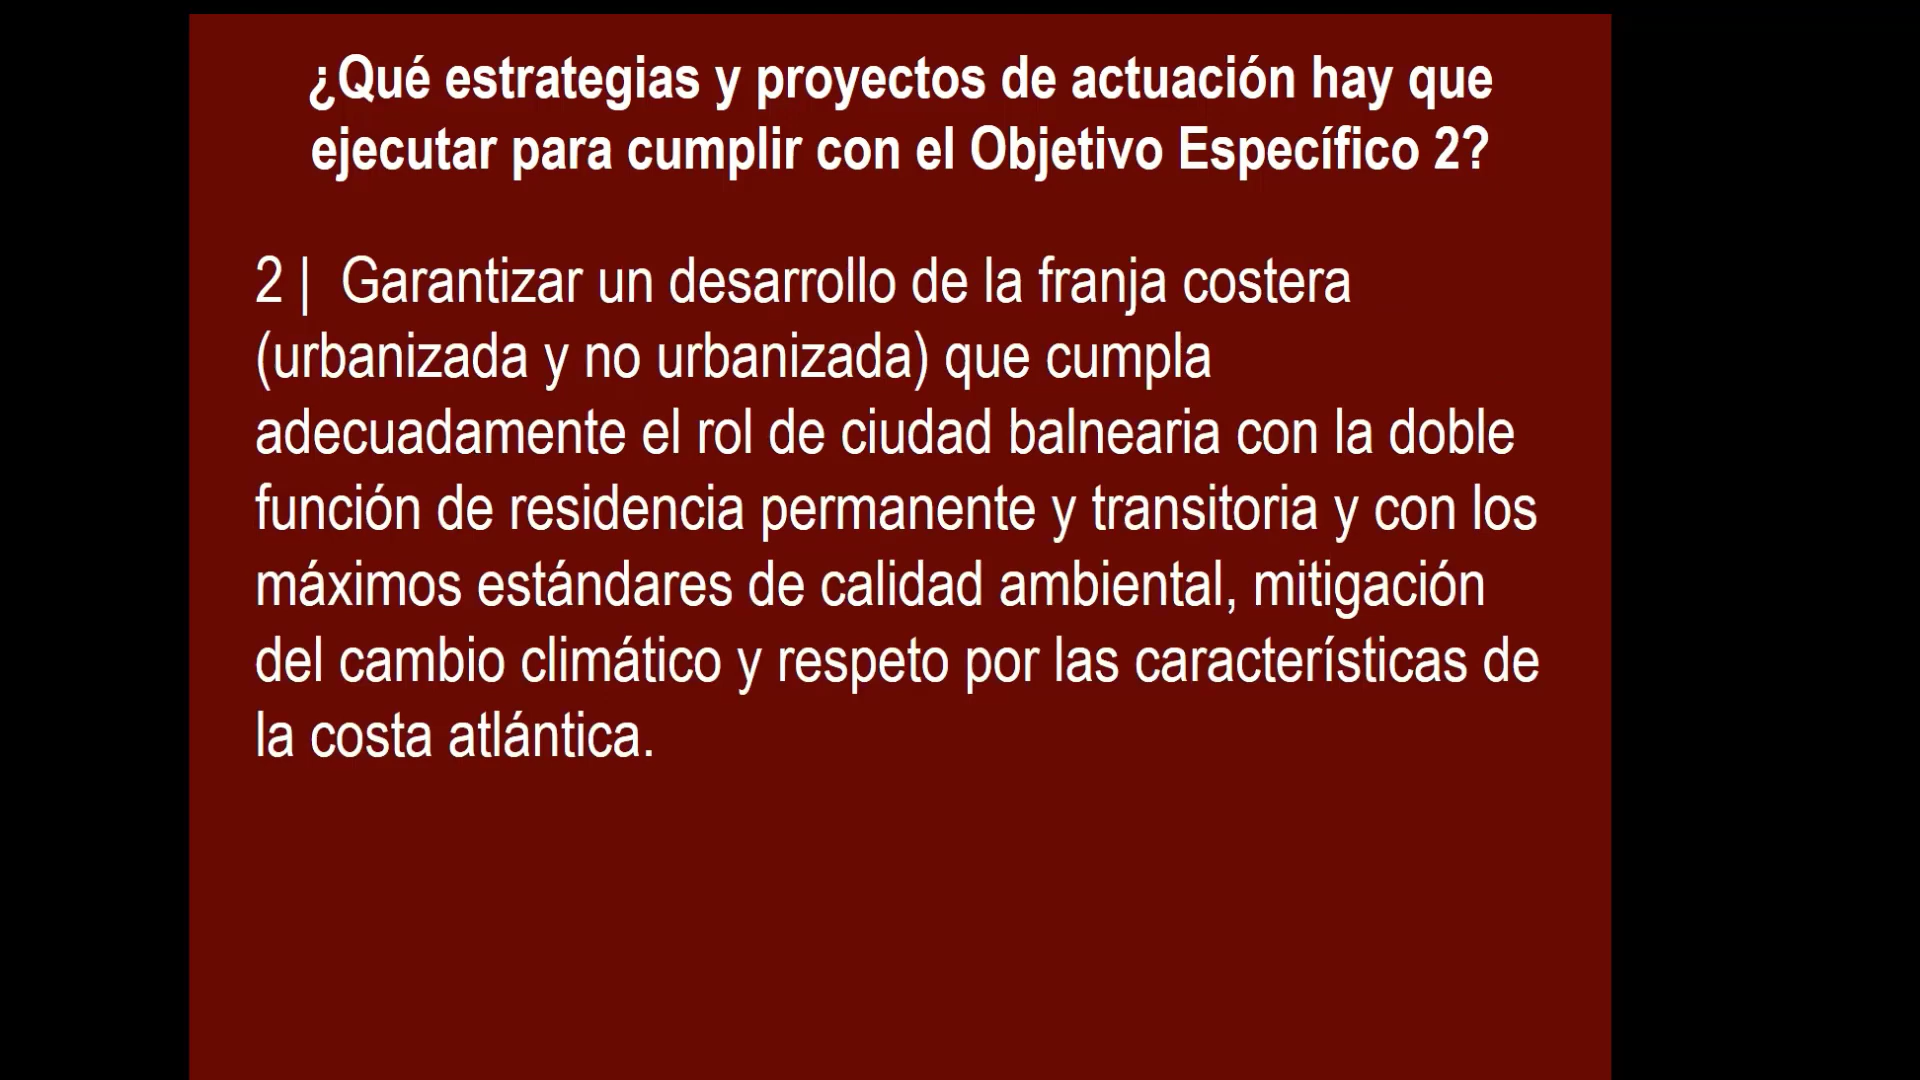 ¿Qué estrategias y proyectos de actuación hay que
ejecutar para cumplir con el Objetivo Específico 2?
2 | Garantizar un desarrollo de la franja costera
(urbanizada y no urbanizada) que cumpla
adecuadamente el rol de ciudad balnearia con la doble
función de residencia permanente y transitoria y con los
máximos estándares de calidad ambiental, mitigación
del cambio climático y respeto por las características de
la costa atlántica.